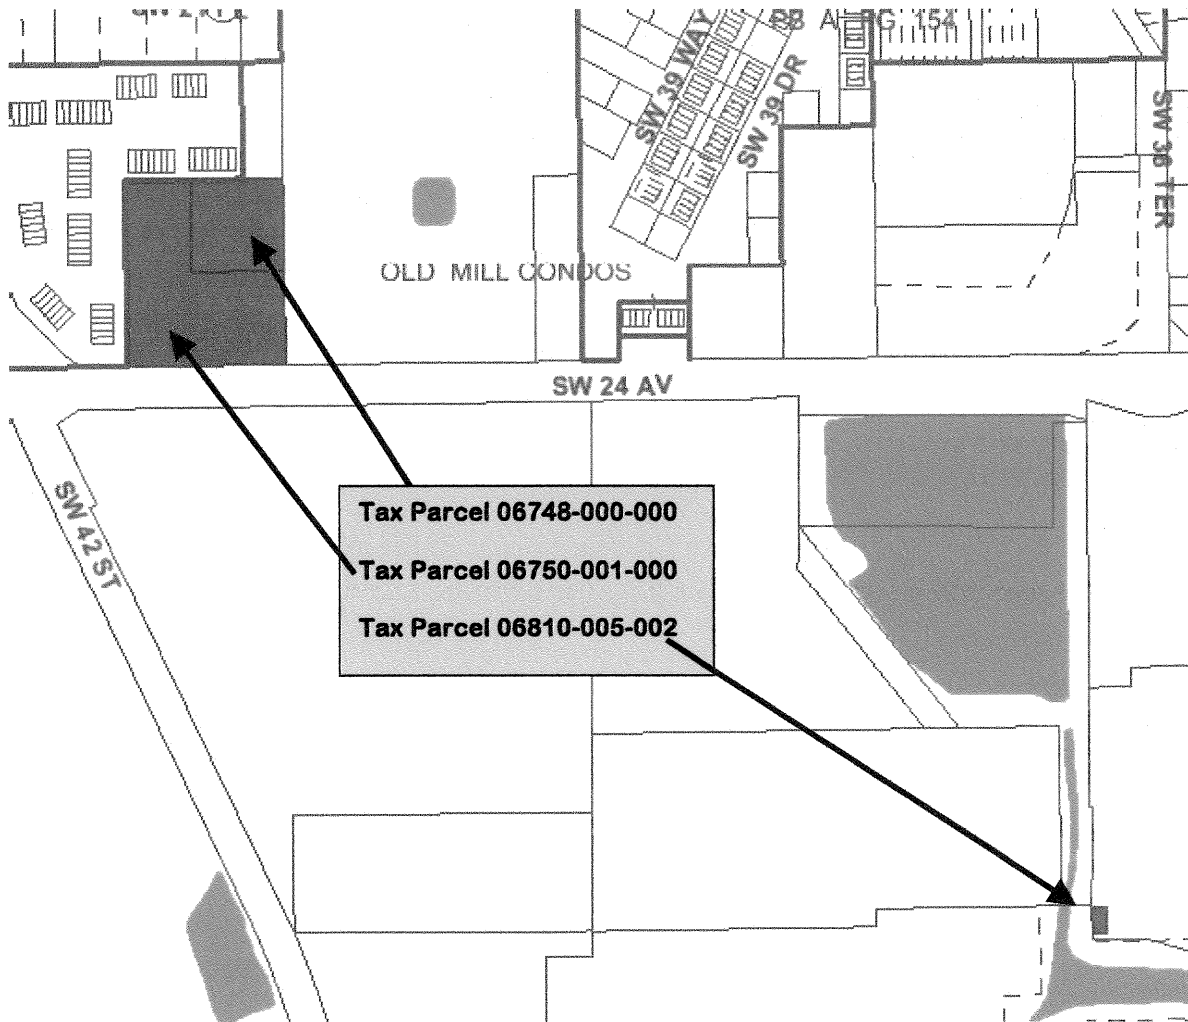 154
SW 39 WAY
SW 39 DR
SW 36 TER
OLD MILL CONDOS
SW 24 AV
SW 42 ST
Tax Parcel 06748-000-000
Tax Parcel 06750-001-000
Tax Parcel 06810-005-002